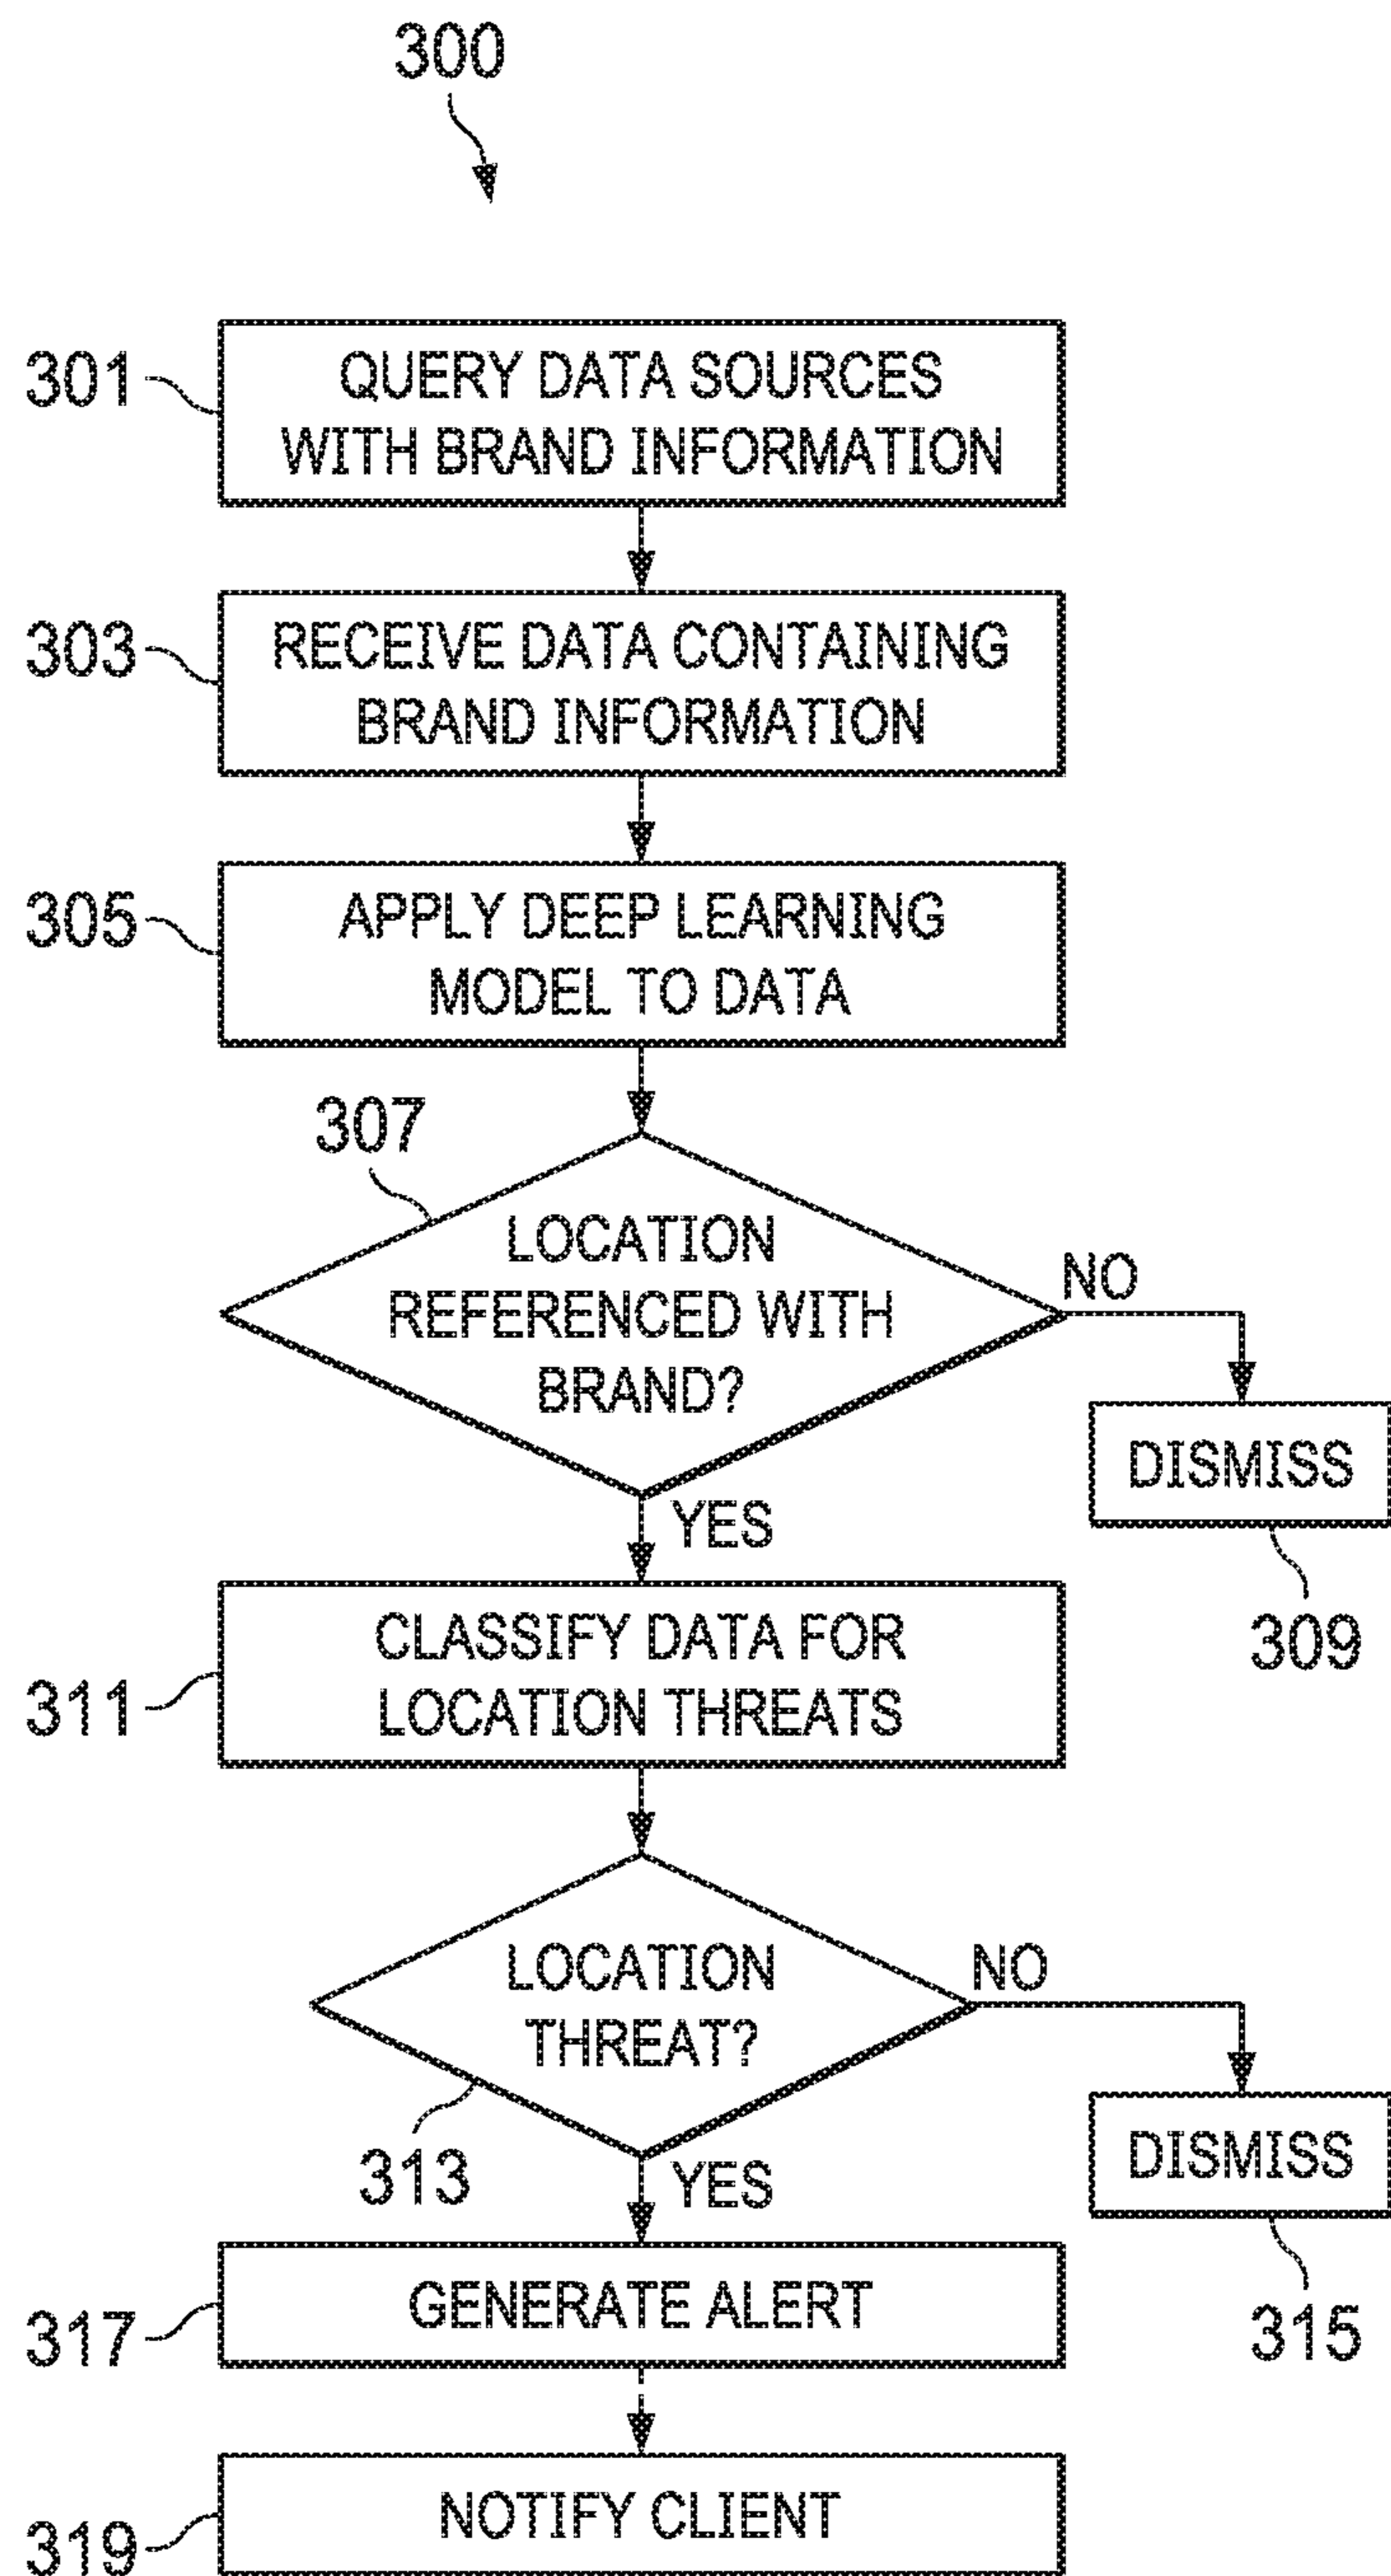 300
301
QUERY DATA SOURCES
WITH BRAND INFORMATION
303
RECEIVE DATA CONTAINING
BRAND INFORMATION
305
APPLY DEEP LEARNING
MODEL TO DATA
307
LOCATION
REFERENCED WITH
BRAND?
NO
DISMISS
309
YES
311
CLASSIFY DATA FOR
LOCATION THREATS
LOCATION
THREAT?
313
NO
DISMISS
315
YES
317
GENERATE ALERT
319
NOTIFY CLIENT